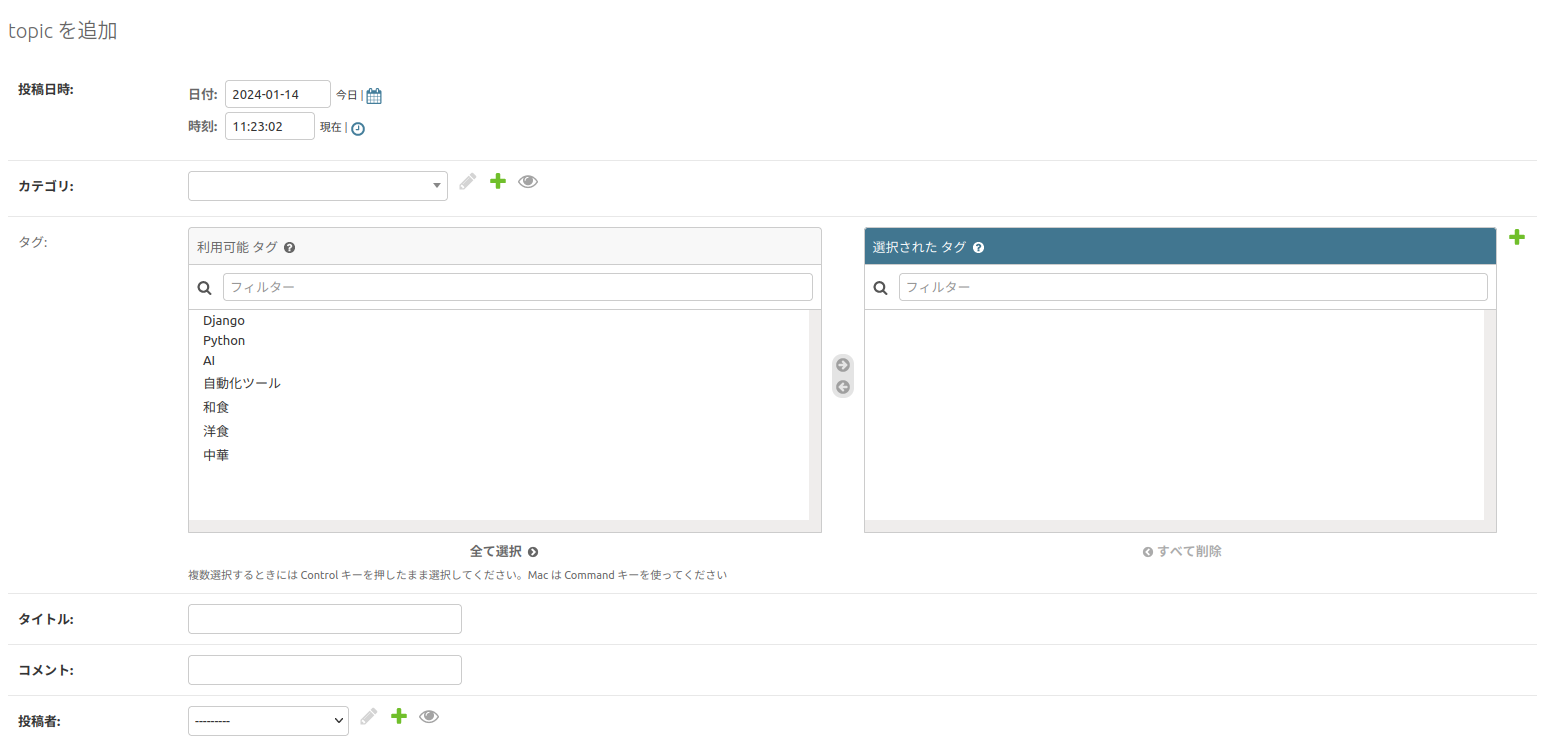 topic を追加
投稿日時:
日付: 2024-01-14 今日 |
時刻: 11:23:02 現在 |
カテゴリ:
タグ:
利用可能 タグ
選択された タグ
フィルター
フィルター
Django
Python
AI
自動化ツール
和食
洋食
中華
全て選択
すべて削除
複数選択するときには Control キーを押したまま選択してください。Mac は Command キーを使ってください
タイトル:
コメント:
投稿者: ---------